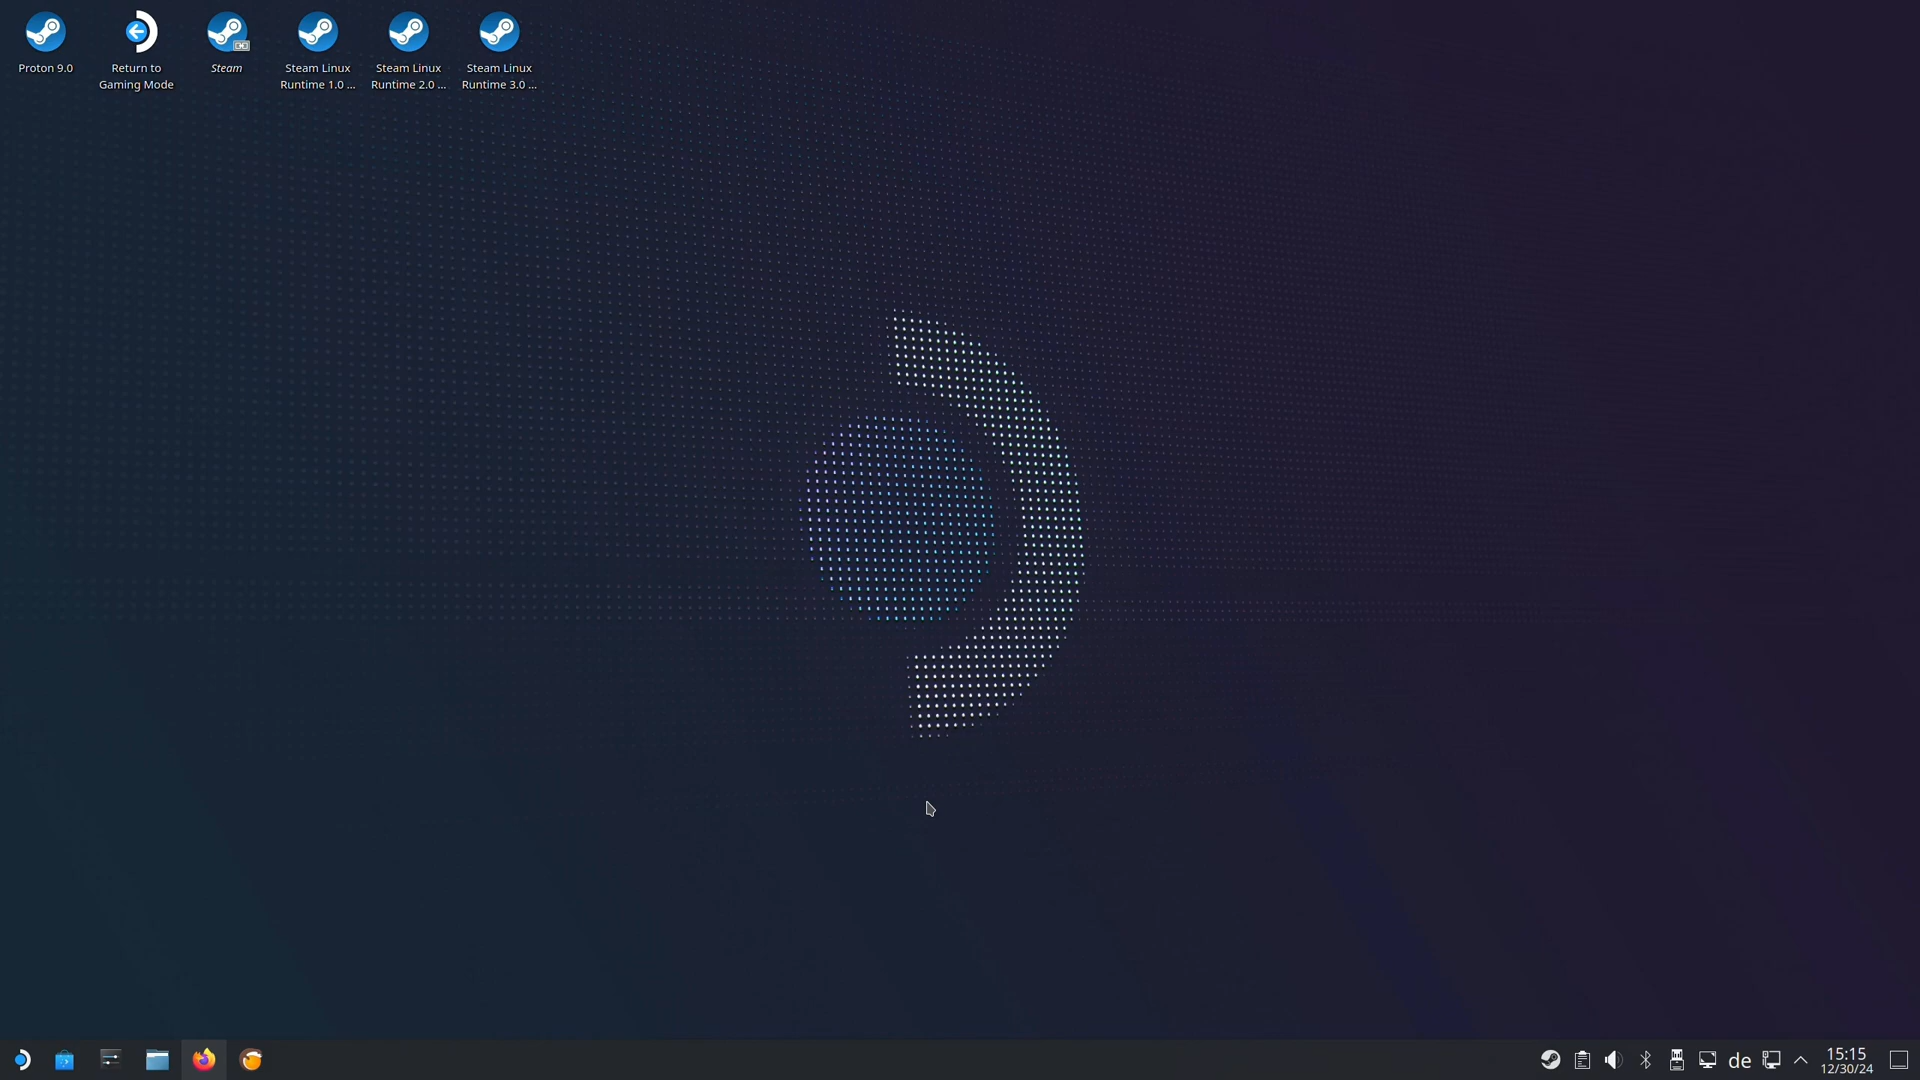 Proton 9.0
Return to
Gaming Mode
Steam
Steam Linux
Runtime 1.0 ...
Steam Linux
Runtime 2.0 ...
Steam Linux
Runtime 3.0 ...
de
15:15
12/30/24